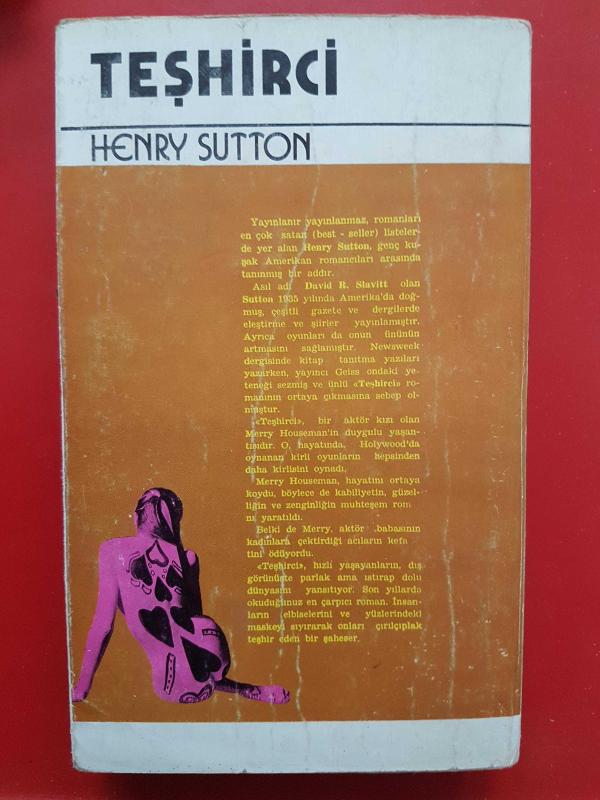 TEŞHİRCİ
HENRY SUTTON
Yayınlanır yayınlanmaz, romanları
en çok satan (best - seller) listeler-
de yer alan Henry Sutton, genç ku-
şak Amerikan romancıları arasında
tanınmış bir addır.
Asıl adı David R. Slavitt olan
Sutton 1935 yılında Amerika'da doğ-
muş, çeşitli gazete ve dergilerde
eleştirme ve şiirler yayınlamıştır.
Ayrıca oyunları da onun ününün
artmasını sağlamıştır. Newsweek
dergisinde kitap tanıtma yazıları
yazarken, yayıncı Geiss ondaki ye-
teneği sezmiş ve ünlü «Teşhirci» ro-
manının ortaya çıkmasına sebep ol-
muştur.
«Teşhirci», bir aktör kızı olan
Merry Houseman'in duygulu yaşan-
tısıdır. O, hayatında, Holywood'da
oynanan kirli oyunların hepsinden
daha kirlisini oynadı.
Merry Houseman, hayatını ortaya
koydu, böylece de kabiliyetin, güzel-
liğin ve zenginliğin muhteşem rom
nı yaratıldı.
Belki de Merry, aktör .babasının
kadınlara çektirdiği acıların kefa
tini ödüyordu.
«Teşhirci», hızlı yaşayanların, dış
görünüşte parlak ama ıstırap dolu
dünyasını yansıtıyor. Son yıllarda
okuduğunuz en çarpıcı roman. İnsan-
ların elbiselerini ve yüzlerindeki
maskeyi sıyırarak onları çırılçıplak
teşhir eden bir şaheser.